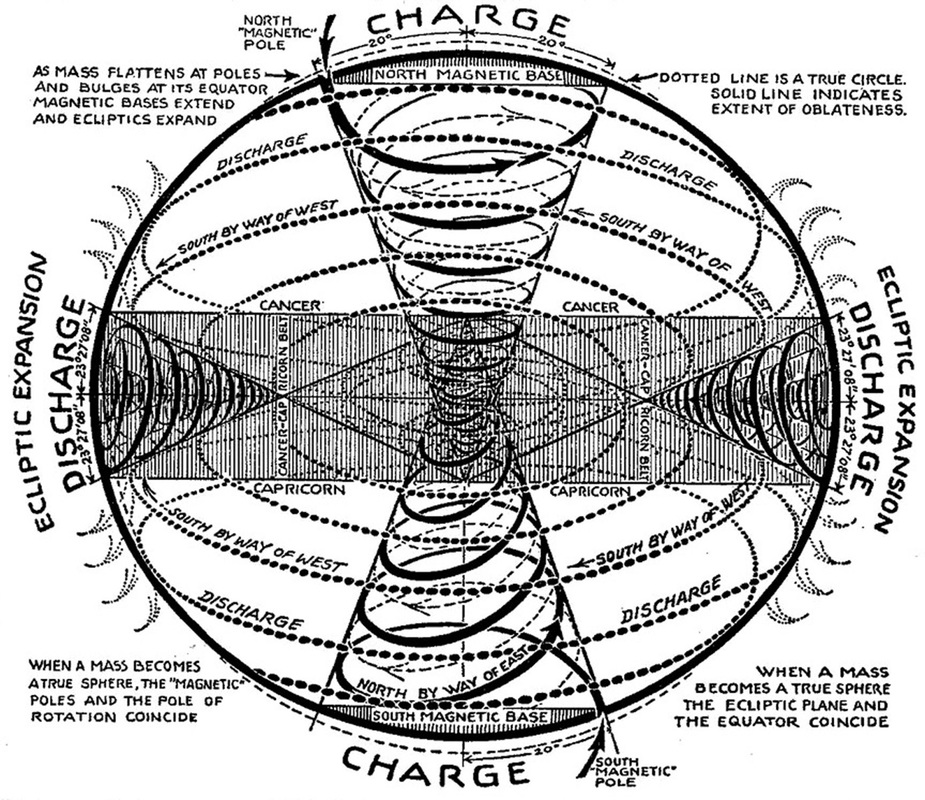 CHARGE
NORTH
"MAGNETIC"
POLE
20°
20°
NORTH MAGNETIC BASE
AS MASS FLATTENS AT POLES
AND BULGES AT ITS EQUATOR
MAGNETIC BASES EXTEND
AND ECLIPTICS EXPAND
DOTTED LINE IS A TRUE CIRCLE.
SOLID LINE INDICATES
EXTENT OF OBLATENESS.
DISCHARGE
DISCHARGE
SOUTH BY WAY OF WEST
SOUTH BY WAY OF WEST
CANCER
CANCER
ECLIPTIC EXPANSION
DISCHARGE
23°27'08"
23°27'08"
CANCER-CAPRICORN BELT
CANCER-CAPRICORN BELT
23°27'08"
23°27'08"
DISCHARGE
ECLIPTIC EXPANSION
CAPRICORN
CAPRICORN
SOUTH BY WAY OF WEST
SOUTH BY WAY OF WEST
DISCHARGE
DISCHARGE
NORTH BY WAY OF EAST
WHEN A MASS BECOMES
A TRUE SPHERE, THE "MAGNETIC"
POLES AND THE POLE OF
ROTATION COINCIDE
WHEN A MASS
BECOMES A TRUE SPHERE
THE ECLIPTIC PLANE AND
THE EQUATOR COINCIDE
SOUTH MAGNETIC BASE
20°
CHARGE
SOUTH
"MAGNETIC"
POLE